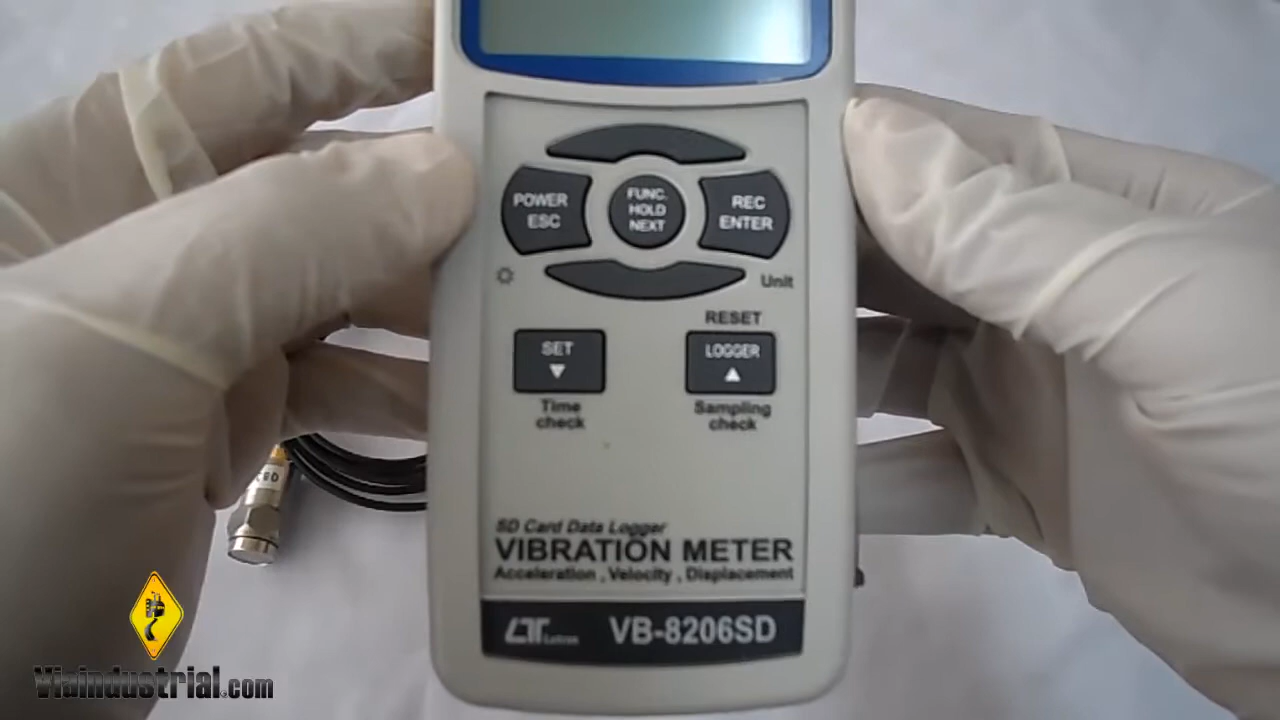 POWER
ESC
FUNC.
HOLD
NEXT
REC
ENTER
Unit
RESET
SET
▼
LOGGER
▲
Time
check
Sampling
check
SD Card Data Logger
VIBRATION METER
Acceleration , Velocity , Displacement
Lutron VB-8206SD
Viaindustrial.com